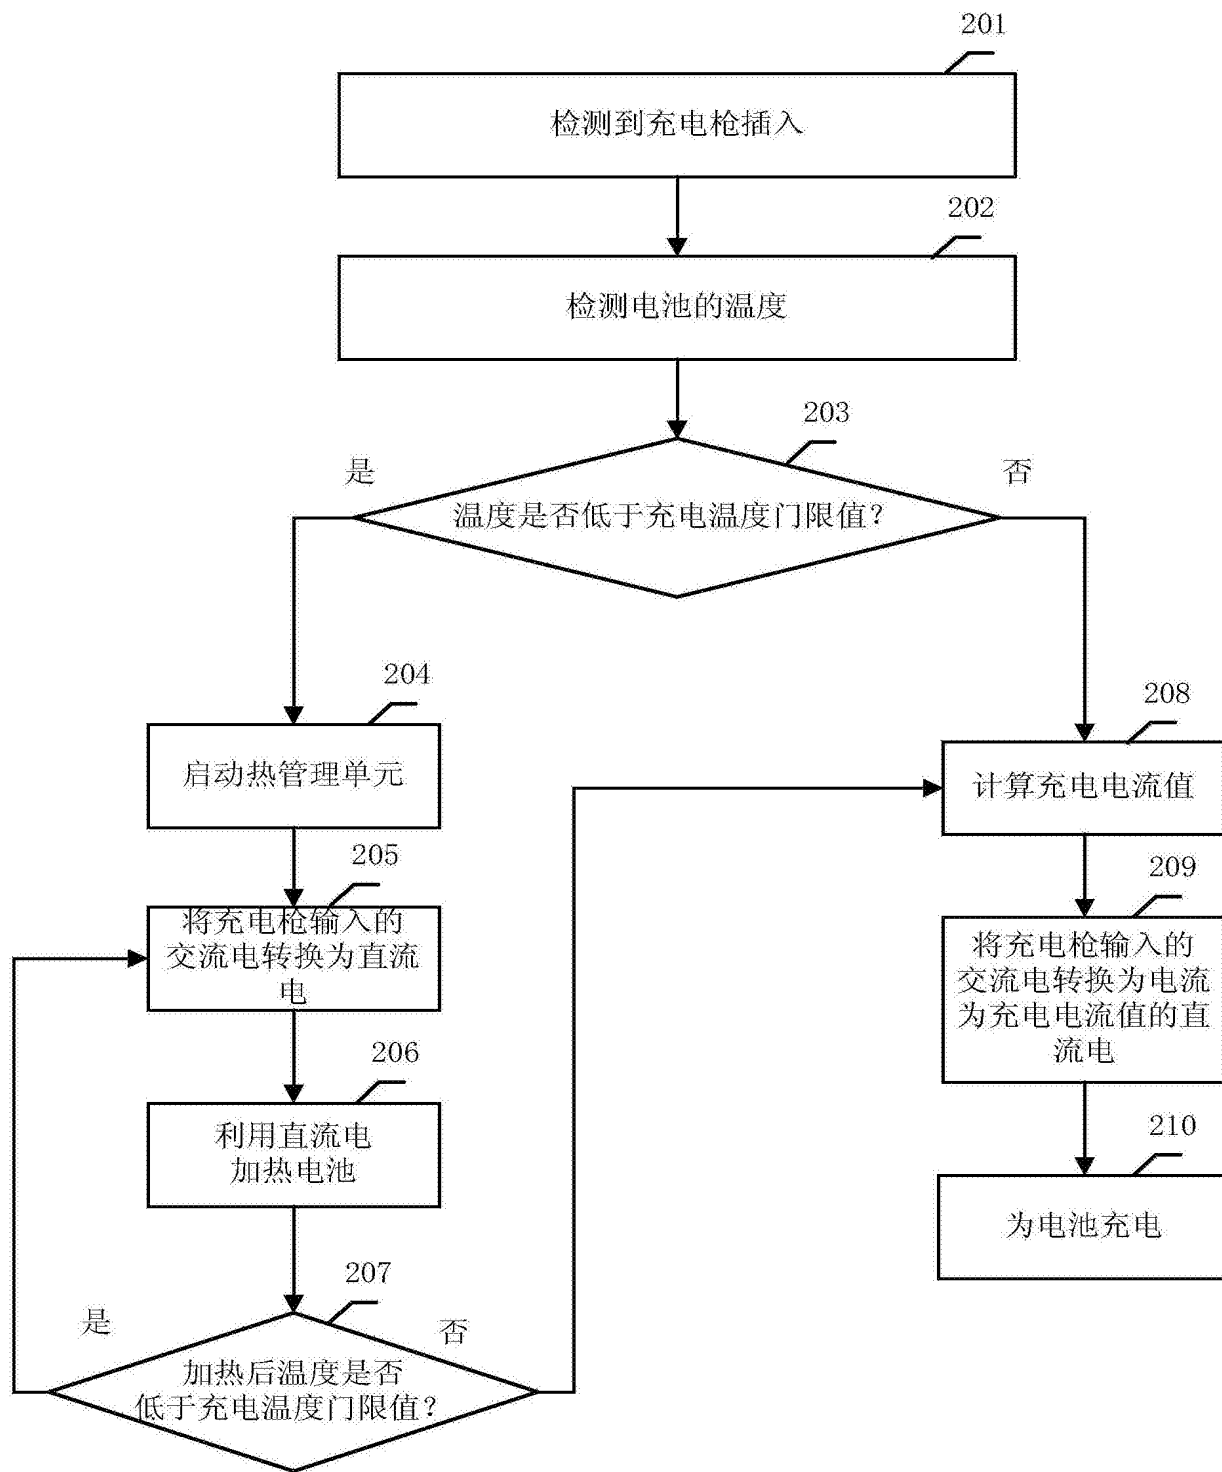 201
检测到充电枪插入
202
检测电池的温度
203
是
否
温度是否低于充电温度门限值？
204
启动热管理单元
205
将充电枪输入的
交流电转换为直流
电
206
利用直流电
加热电池
207
是
否
加热后温度是否
低于充电温度门限值？
208
计算充电电流值
209
将充电枪输入的
交流电转换为电流
为充电电流值的直
流电
210
为电池充电